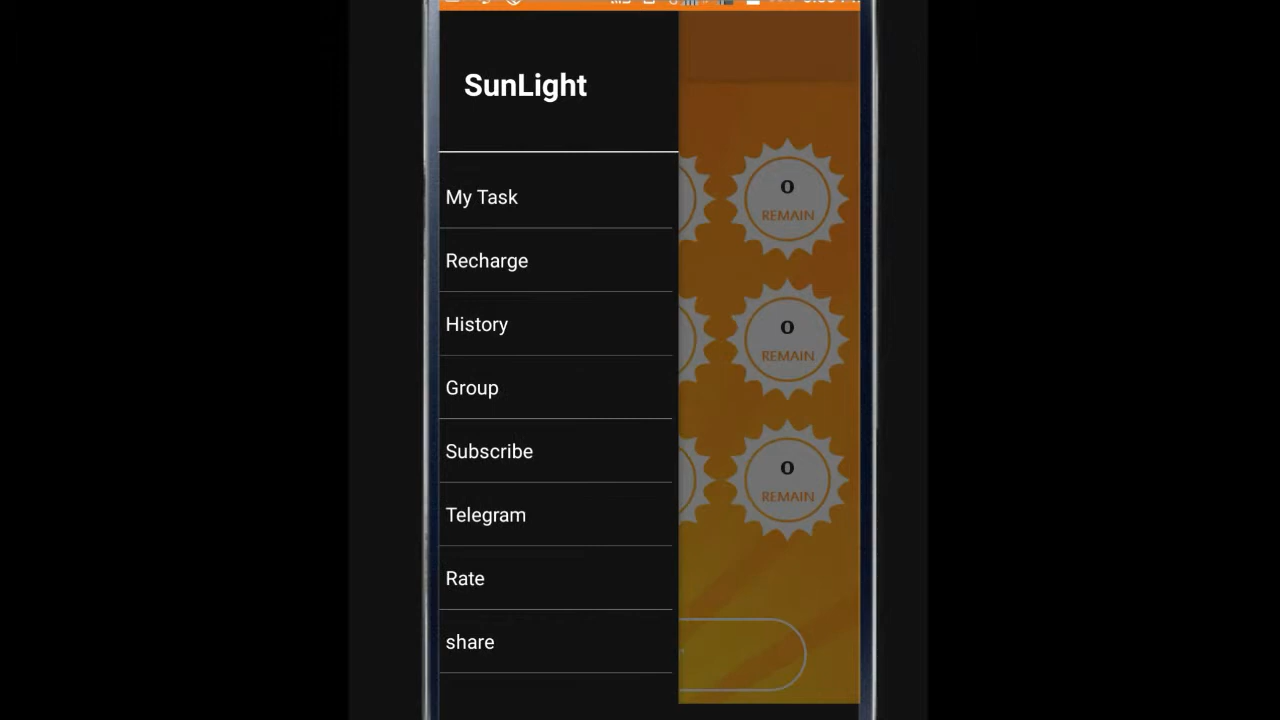 SunLight
My Task
Recharge
History
Group
Subscribe
Telegram
Rate
share
0
REMAIN
0
REMAIN
0
REMAIN